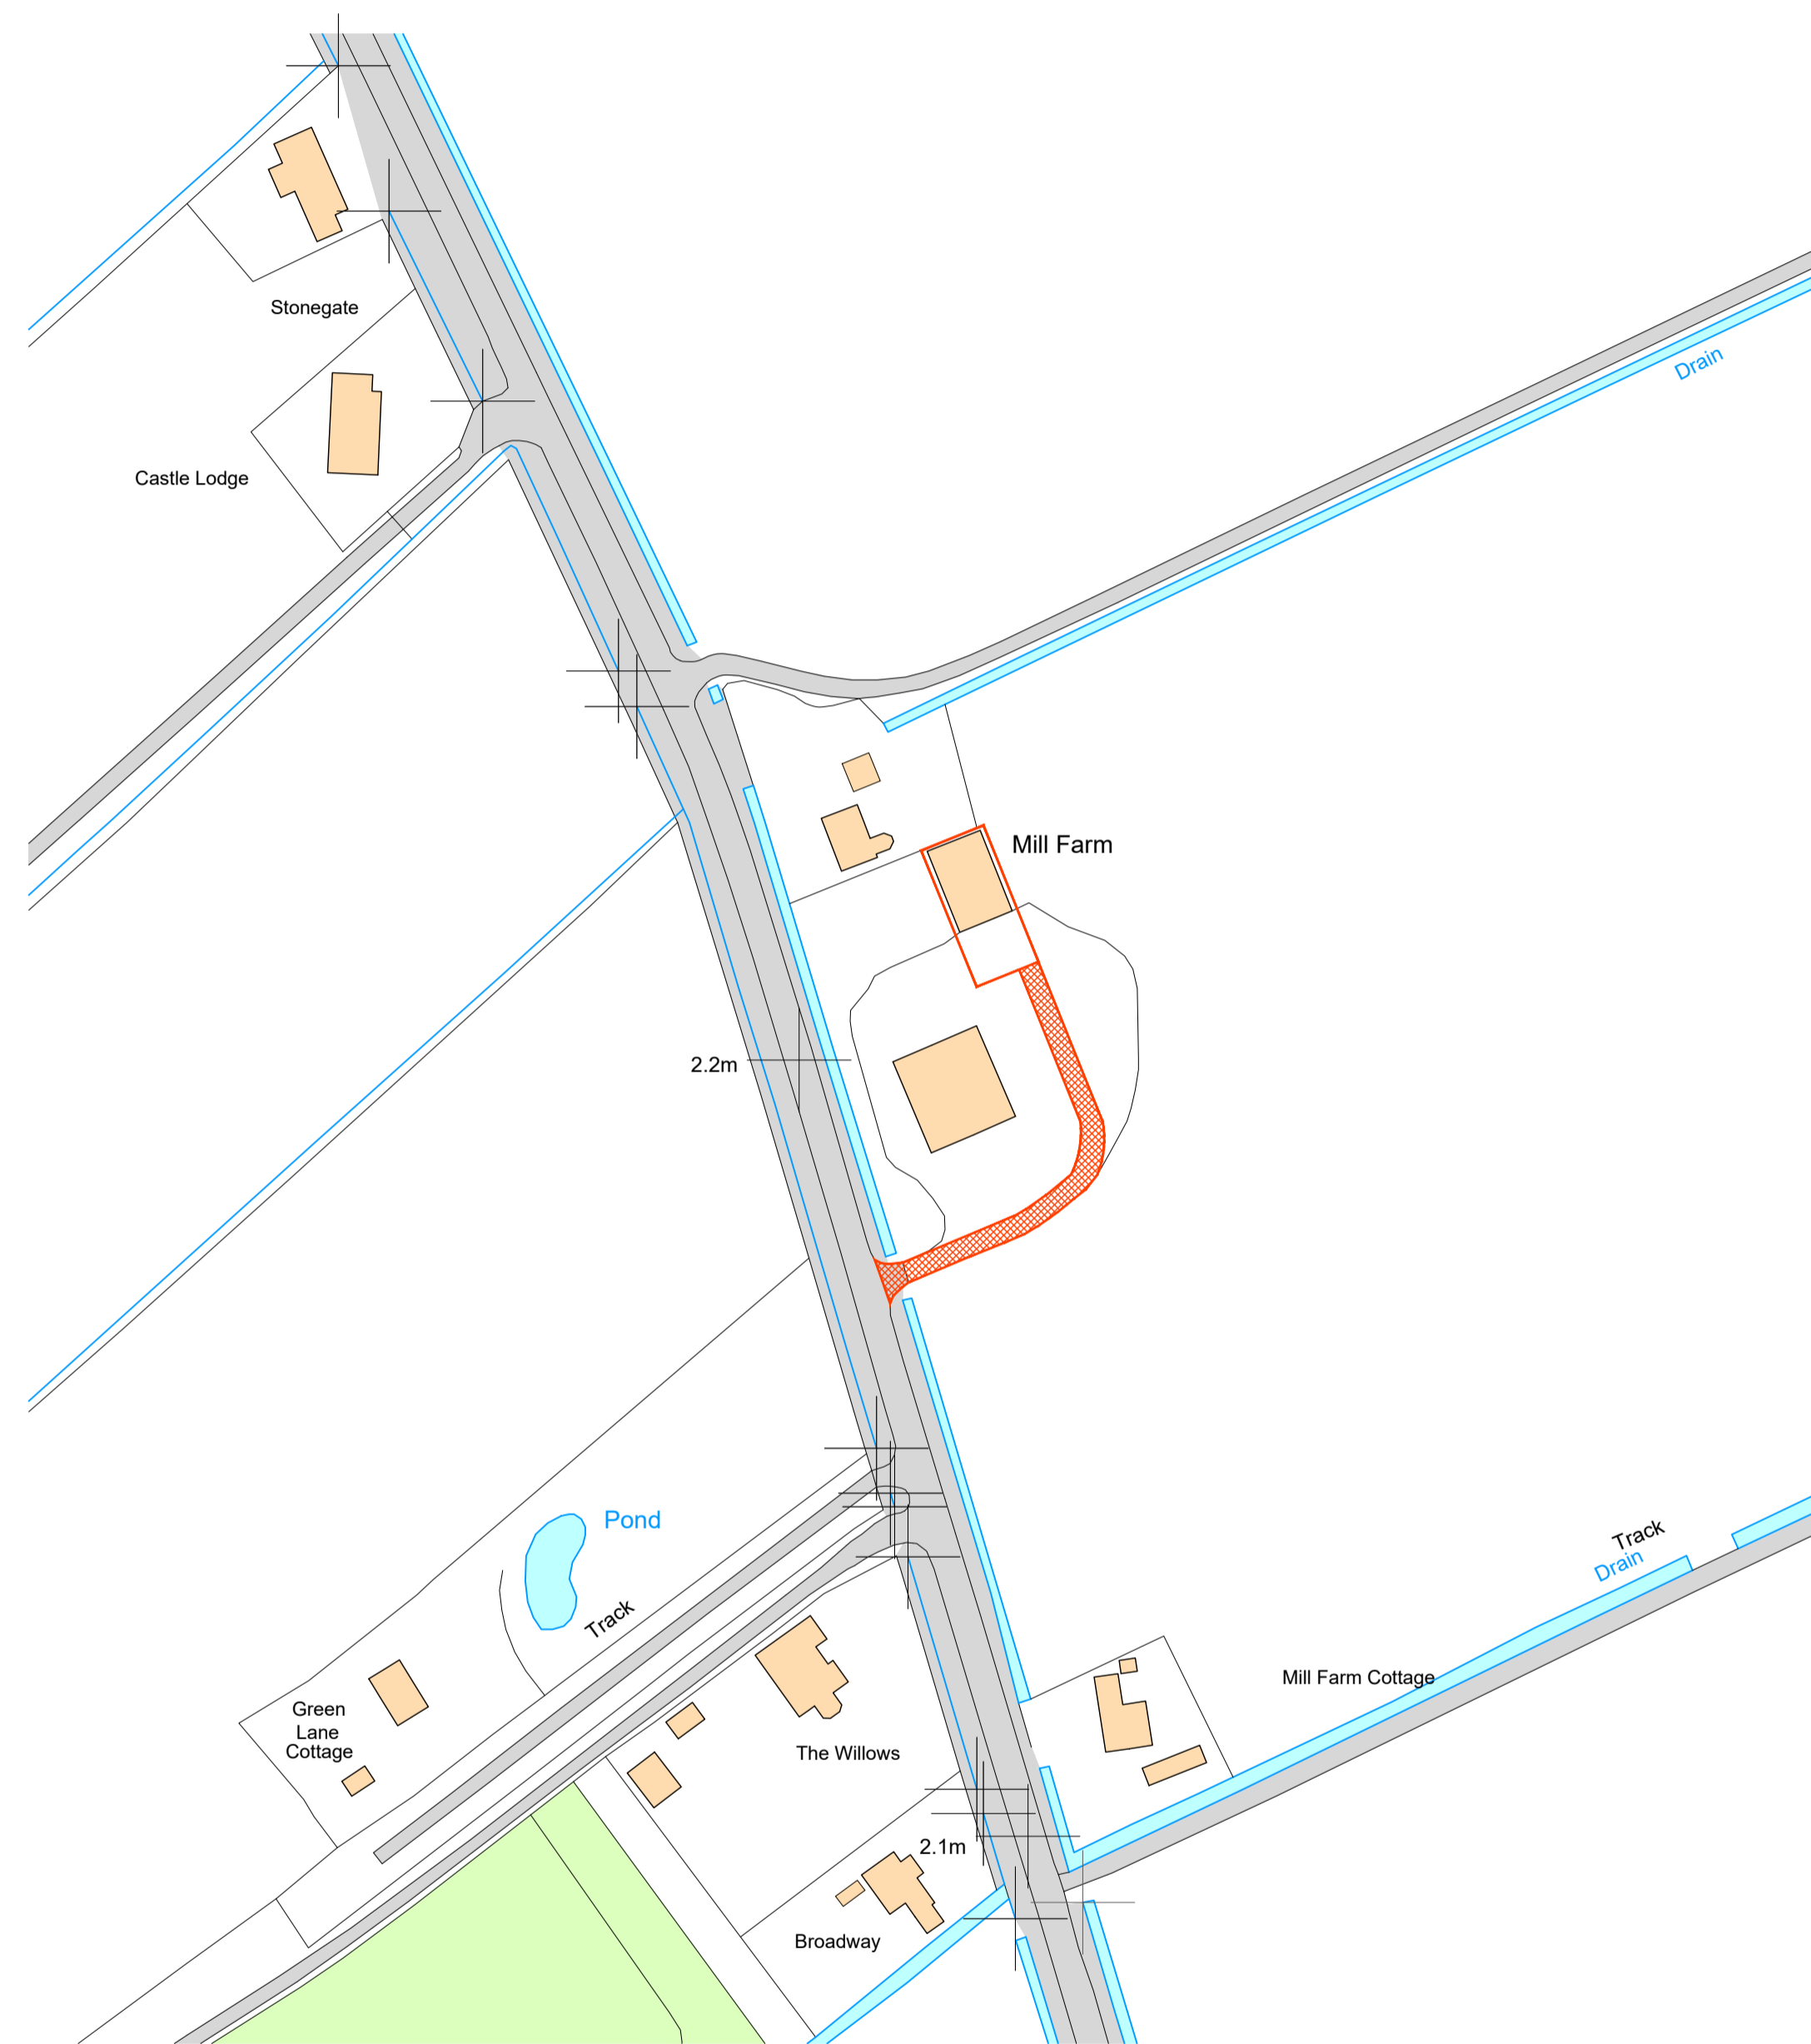 Stonegate
Drain
Castle Lodge
Mill Farm
2.2m
Pond
Track
Drain
Track
Mill Farm Cottage
Green
Lane
Cottage
The Willows
2.1m
Broadway